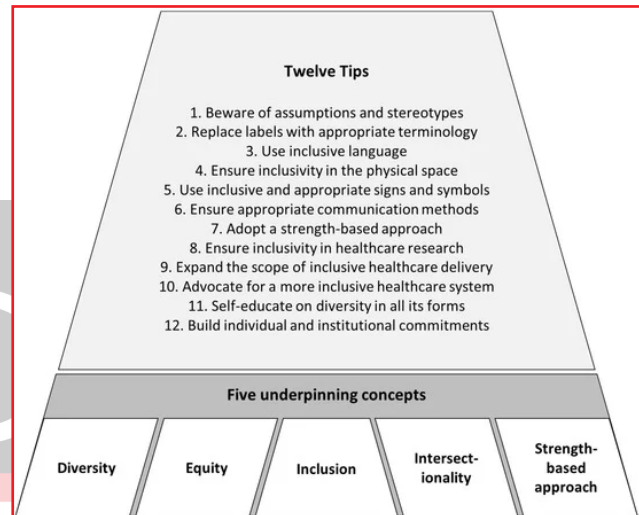 Twelve Tips
1. Beware of assumptions and stereotypes
2. Replace labels with appropriate terminology
3. Use inclusive language
4. Ensure inclusivity in the physical space
5. Use inclusive and appropriate signs and symbols
6. Ensure appropriate communication methods
7. Adopt a strength-based approach
8. Ensure inclusivity in healthcare research
9. Expand the scope of inclusive healthcare delivery
10. Advocate for a more inclusive healthcare system
11. Self-educate on diversity in all its forms
12. Build individual and institutional commitments
Five underpinning concepts
Diversity
Equity
Inclusion
Intersect-
ionality
Strength-
based
approach